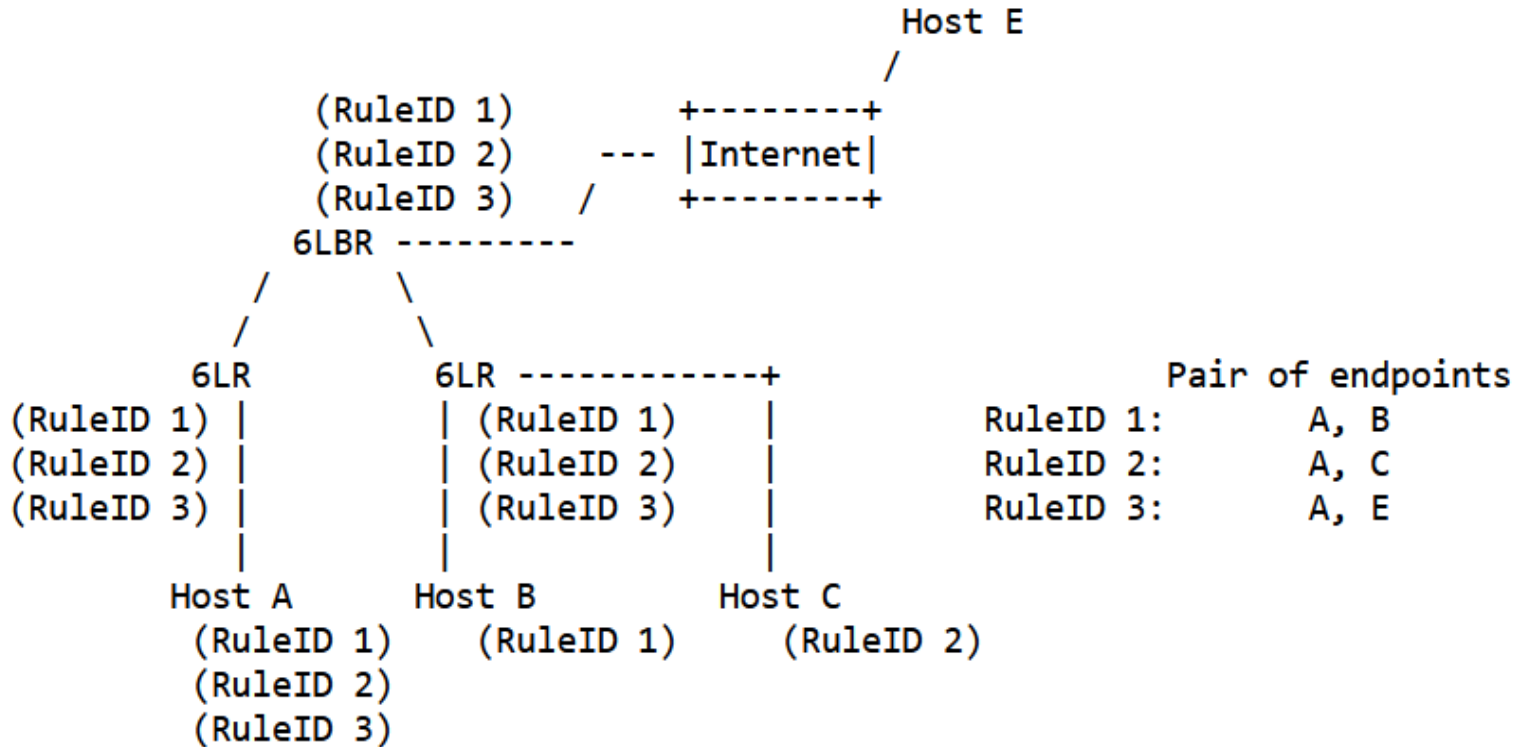 Host E
/
(RuleID 1) +--------+
(RuleID 2) --- |Internet|
(RuleID 3) / +--------+
6LBR ---------
/ \
/ \
6LR 6LR ------------+ Pair of endpoints
(RuleID 1) | | (RuleID 1) | RuleID 1: A, B
(RuleID 2) | | (RuleID 2) | RuleID 2: A, C
(RuleID 3) | | (RuleID 3) | RuleID 3: A, E
| | |
Host A Host B Host C
(RuleID 1) (RuleID 1) (RuleID 2)
(RuleID 2)
(RuleID 3)